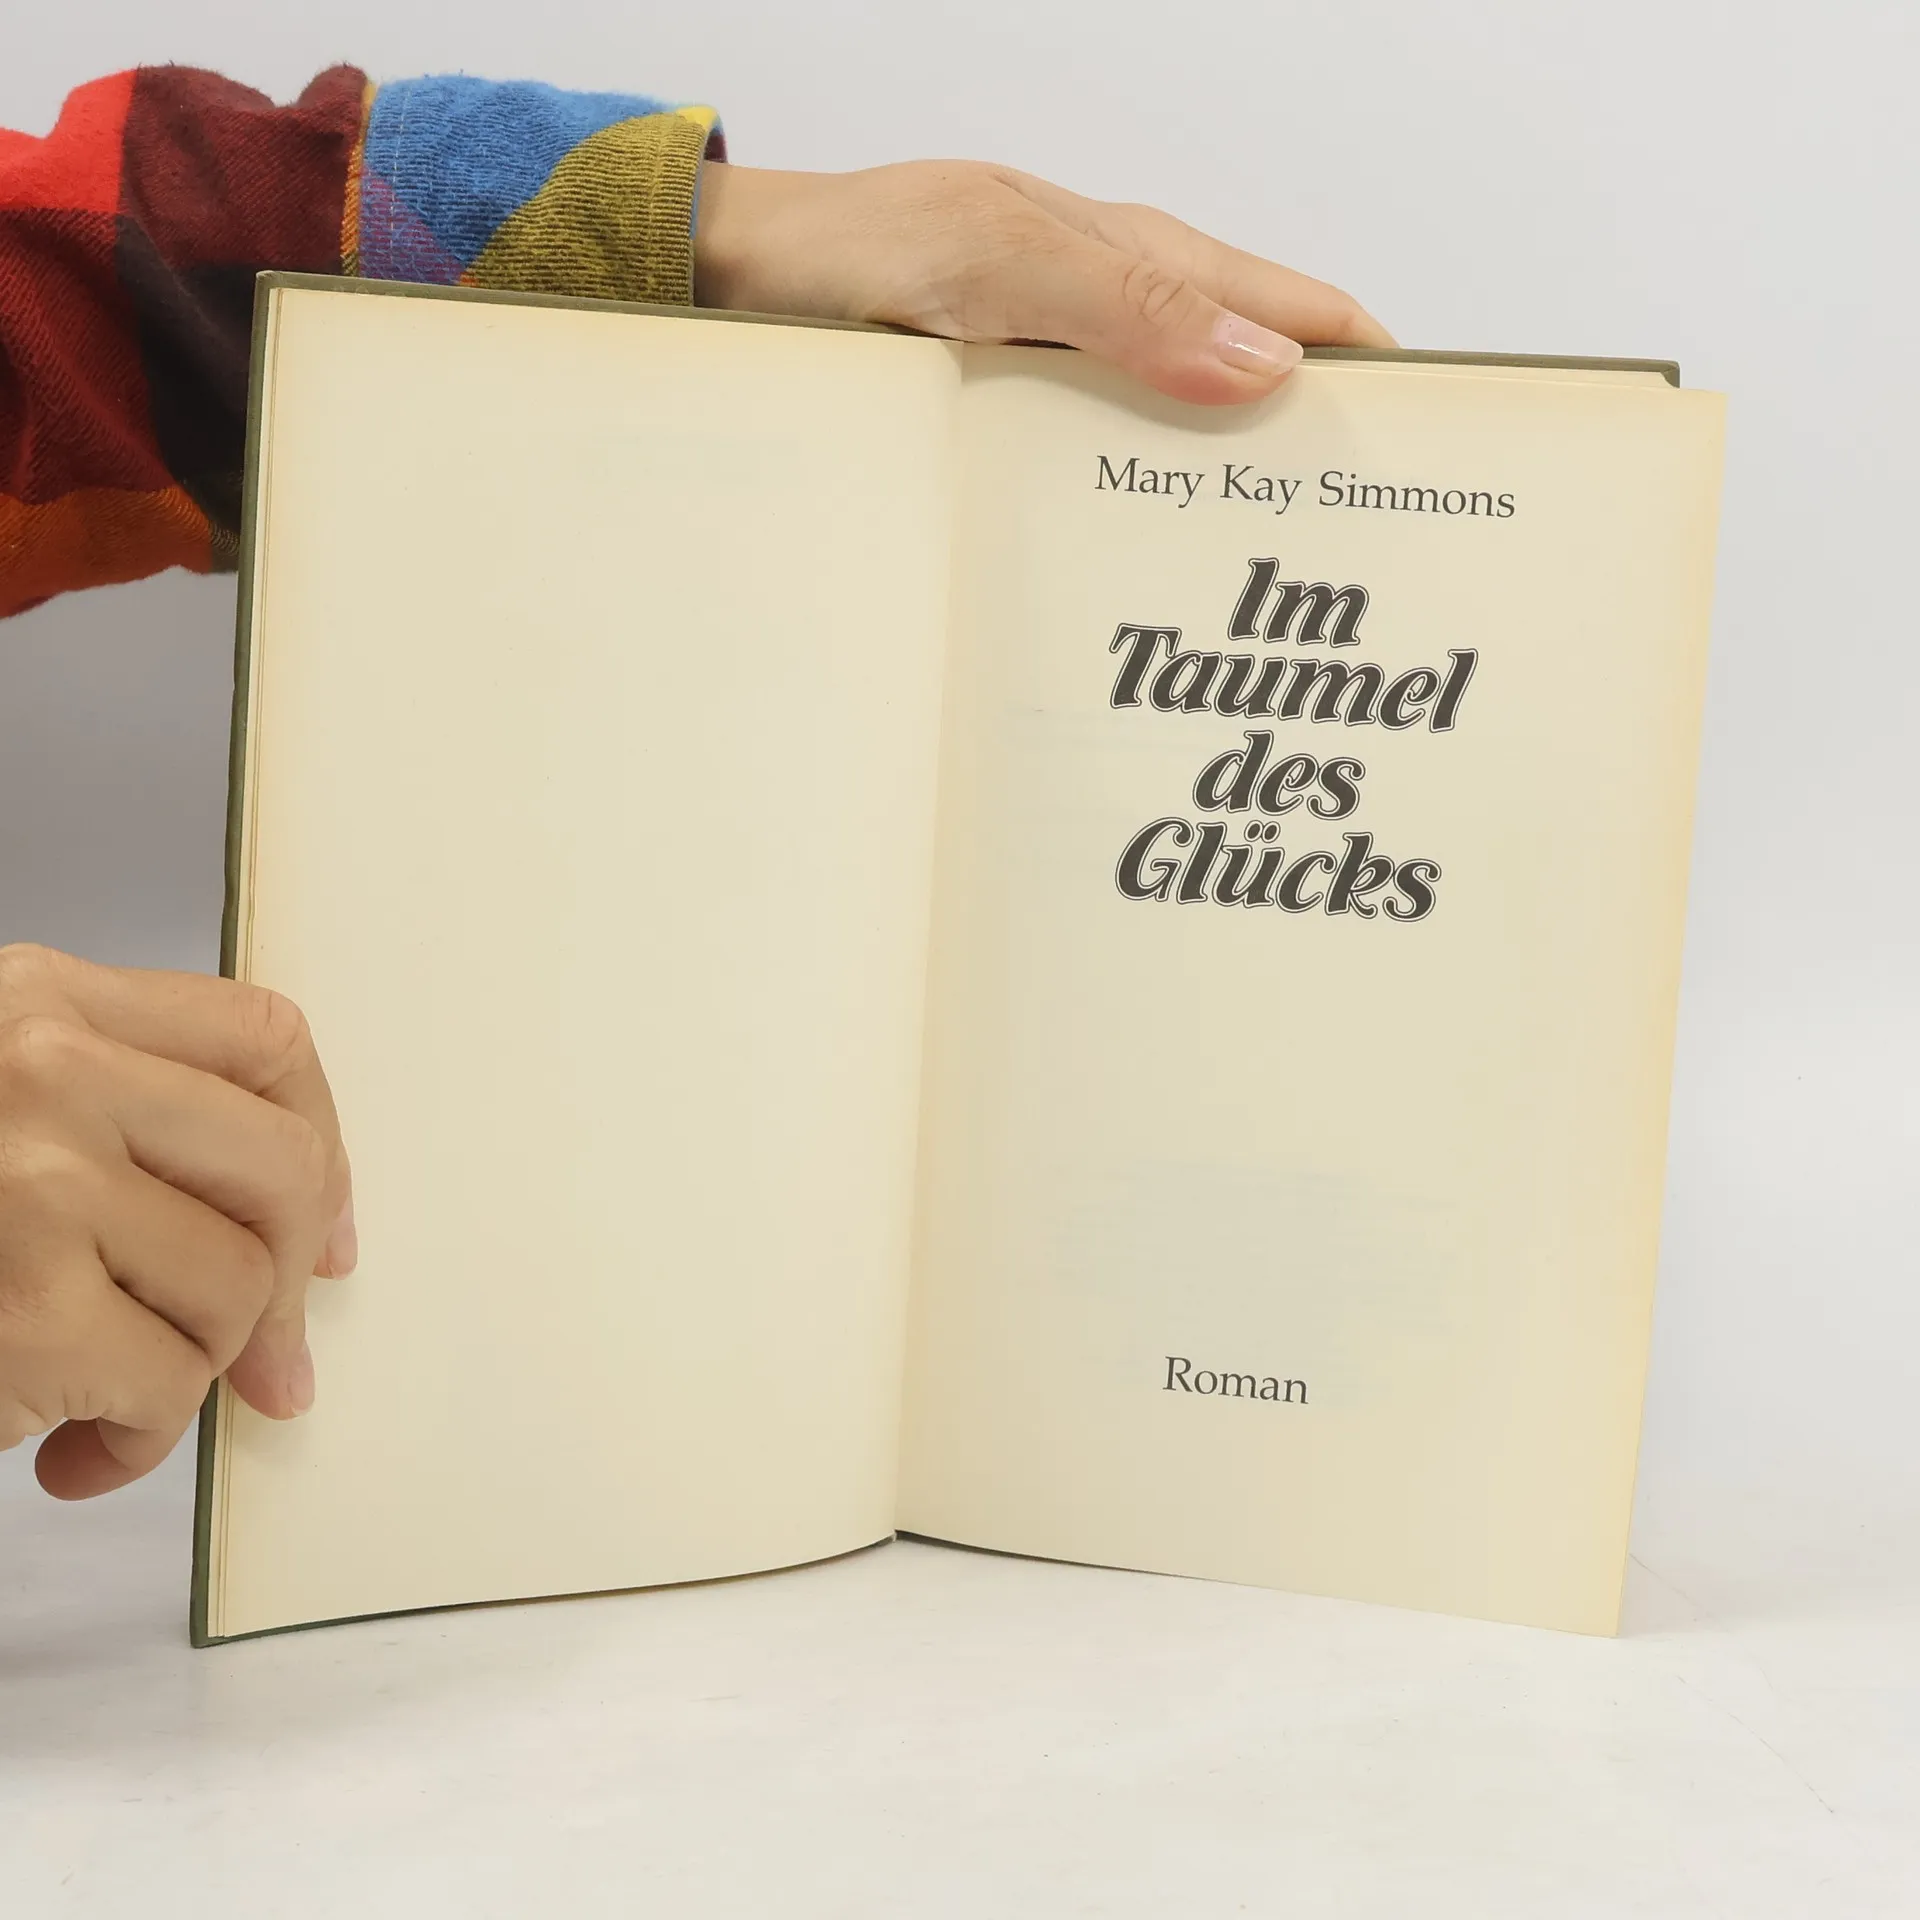 Mary Kay Simmons
Im
Taumel
des
Glücks
Roman